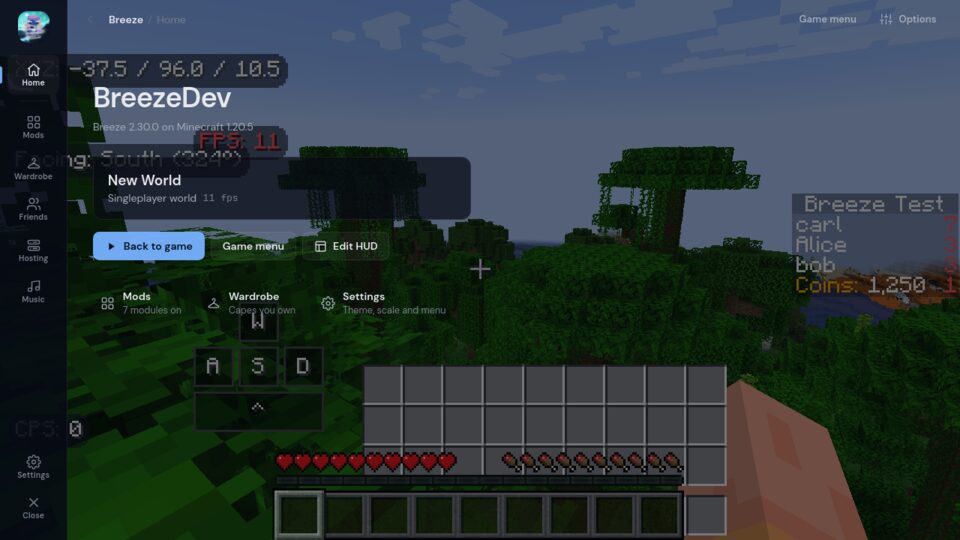 Breeze / Home
Game menu
Options
-37.5 / 96.0 / 10.5
Home
BreezeDev
Breeze 2.30.0 on Minecraft 1.20.5
Mods
FPS: 11
Facing: South (324°)
Wardrobe
New World
Singleplayer world 11 fps
Friends
Breeze Test
carl
Alice
bob
Coins: 1,250
Hosting
Back to game
Game menu
Edit HUD
Music
Mods
7 modules on
Wardrobe
Capes you own
Settings
Theme, scale and menu
W
A
S
D
^
CPS: 0
Settings
Close